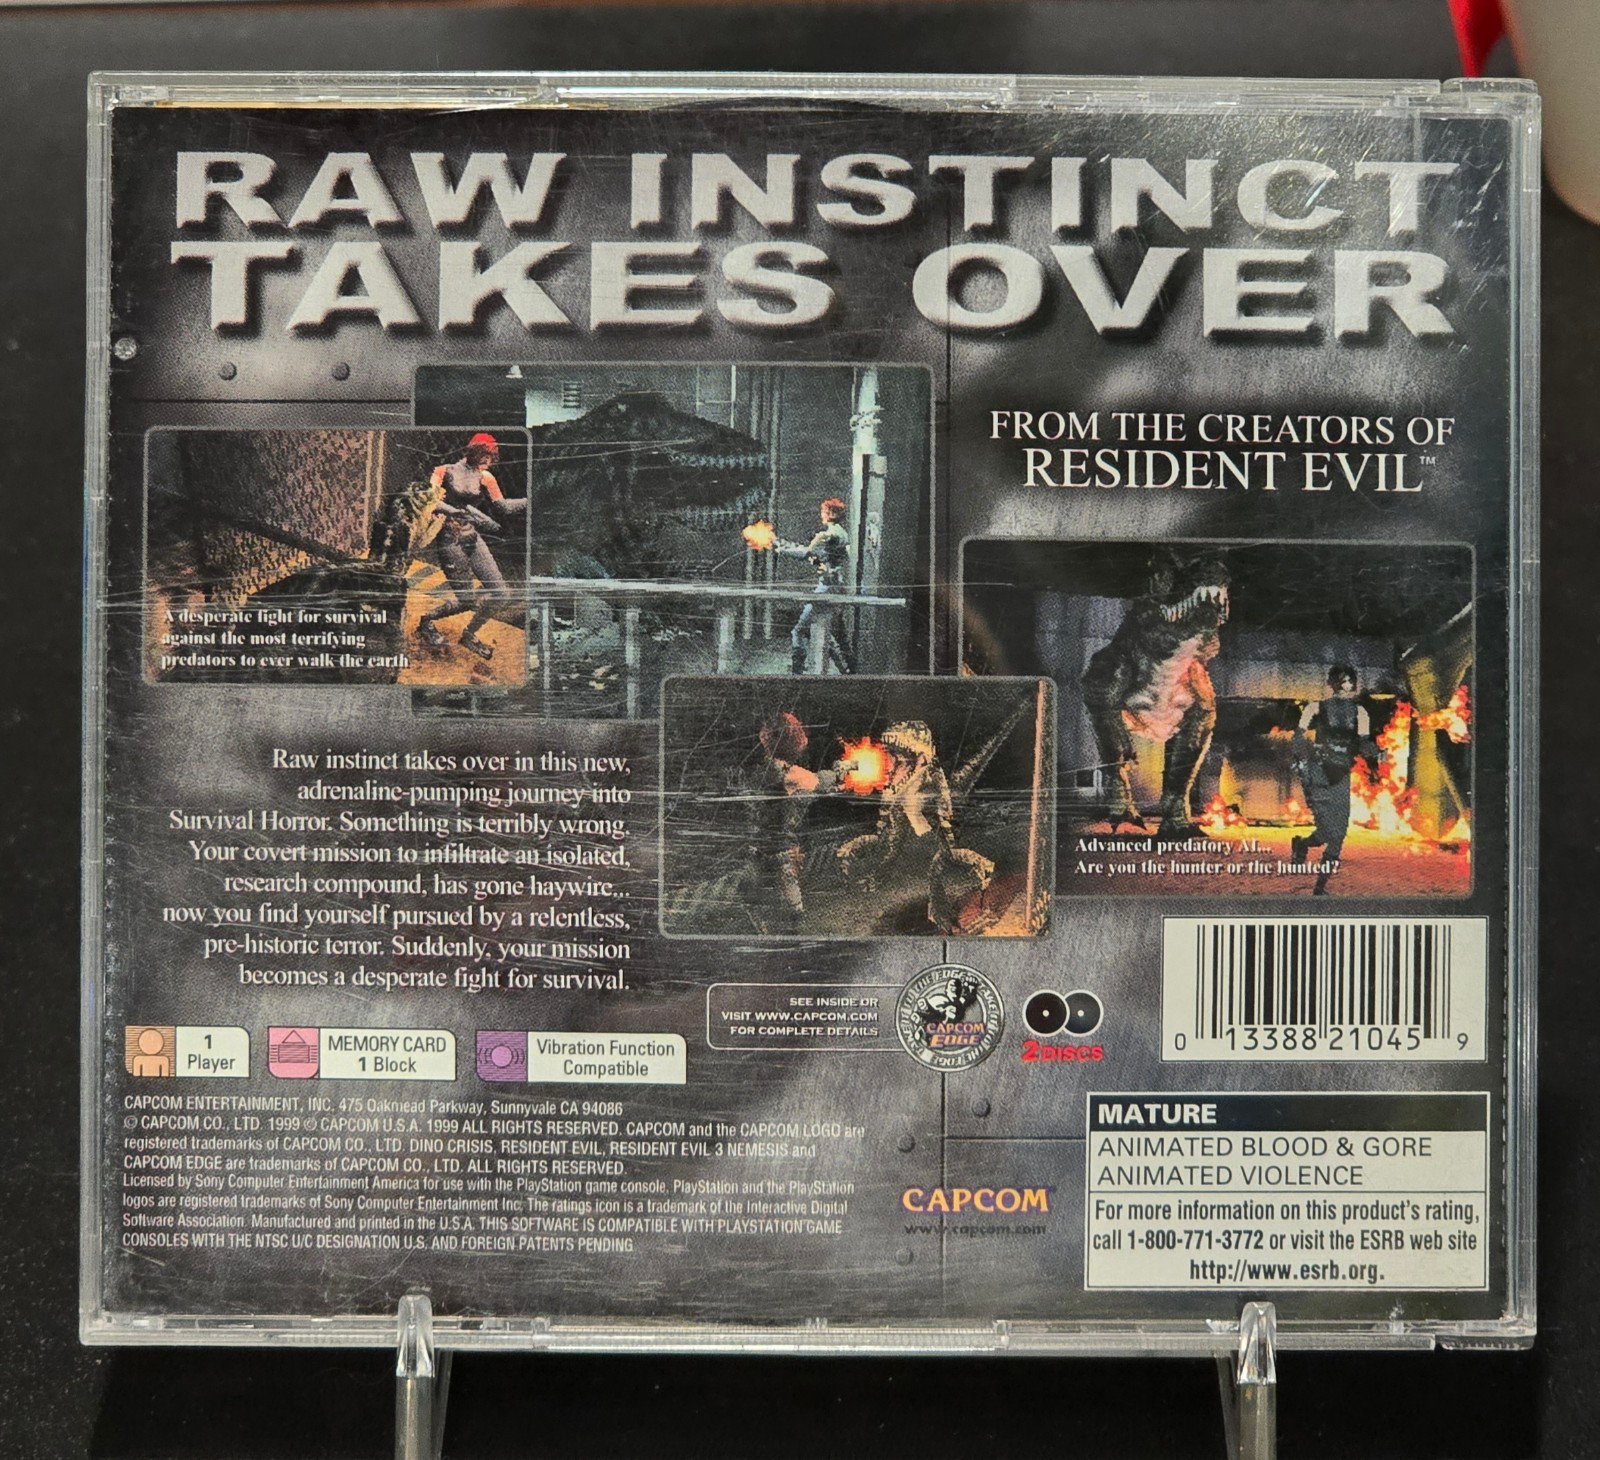 RAW INSTINCT
TAKES OVER
FROM THE CREATORS OF
RESIDENT EVIL™
A desperate fight for survival
against the most terrifying
predators to ever walk the earth
Advanced predatory AI...
Are you the hunter or the hunted?
Raw instinct takes over in this new,
adrenaline-pumping journey into
Survival Horror. Something is terribly wrong.
Your covert mission to infiltrate an isolated,
research compound, has gone haywire...
now you find yourself pursued by a relentless,
pre-historic terror. Suddenly, your mission
becomes a desperate fight for survival.
SEE INSIDE OR
VISIT WWW.CAPCOM.COM
FOR COMPLETE DETAILS
CAPCOM
EDGE
2 DISCS
0 13388 21045 9
1
Player
MEMORY CARD
1 Block
Vibration Function
Compatible
CAPCOM ENTERTAINMENT, INC. 475 Oakmead Parkway, Sunnyvale CA 94086
© CAPCOM CO., LTD. 1999 © CAPCOM U.S.A. 1999 ALL RIGHTS RESERVED. CAPCOM and the CAPCOM LOGO are
registered trademarks of CAPCOM CO., LTD. DINO CRISIS, RESIDENT EVIL, RESIDENT EVIL 3 NEMESIS and
CAPCOM EDGE are trademarks of CAPCOM CO., LTD. ALL RIGHTS RESERVED.
Licensed by Sony Computer Entertainment America for use with the PlayStation game console. PlayStation and the PlayStation
logos are registered trademarks of Sony Computer Entertainment Inc. The ratings icon is a trademark of the Interactive Digital
Software Association. Manufactured and printed in the U.S.A. THIS SOFTWARE IS COMPATIBLE WITH PLAYSTATION GAME
CONSOLES WITH THE NTSC U/C DESIGNATION U.S. AND FOREIGN PATENTS PENDING
CAPCOM
www.capcom.com
MATURE
ANIMATED BLOOD & GORE
ANIMATED VIOLENCE
For more information on this product's rating,
call 1-800-771-3772 or visit the ESRB web site
http://www.esrb.org.